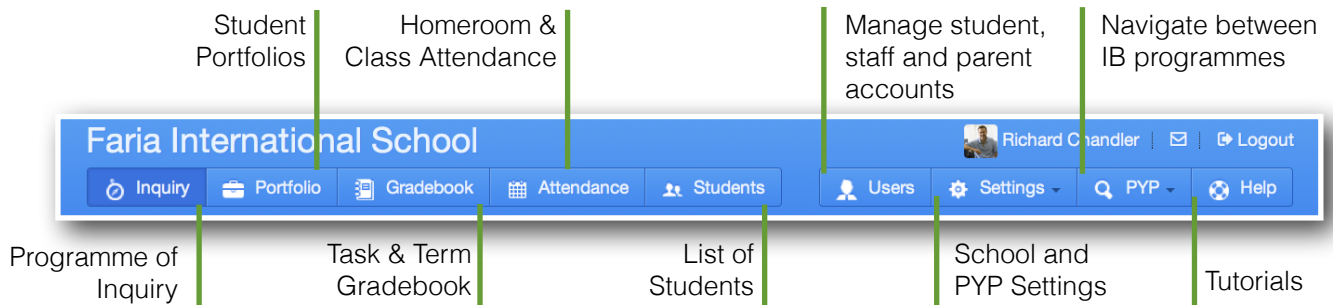 Student
Portfolios
Homeroom &
Class Attendance
Manage student,
staff and parent
accounts
Navigate between
IB programmes
Faria International School
Richard Chandler
Logout
Inquiry
Portfolio
Gradebook
Attendance
Students
Users
Settings
PYP
Help
Programme of
Inquiry
Task & Term
Gradebook
List of
Students
School and
PYP Settings
Tutorials